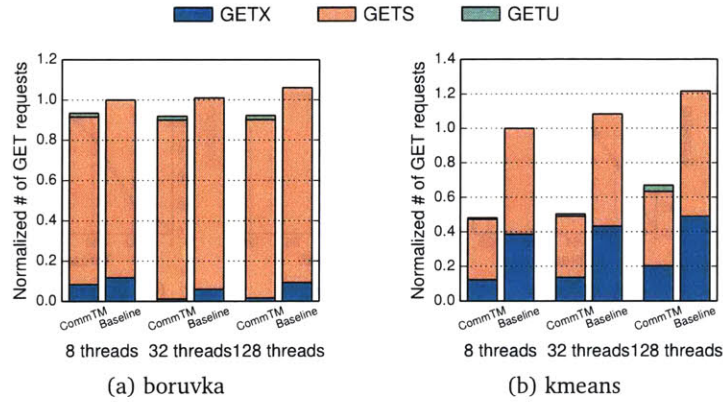 GETX GETS GETU
Normalized # of GET requests
1.2
1.0
0.8
0.6
0.4
0.2
0.0
CommTM Baseline CommTM Baseline CommTM Baseline
8 threads 32 threads 128 threads
(a) boruvka
Normalized # of GET requests
1.4
1.2
1.0
0.8
0.6
0.4
0.2
0.0
CommTM Baseline CommTM Baseline CommTM Baseline
8 threads 32 threads 128 threads
(b) kmeans